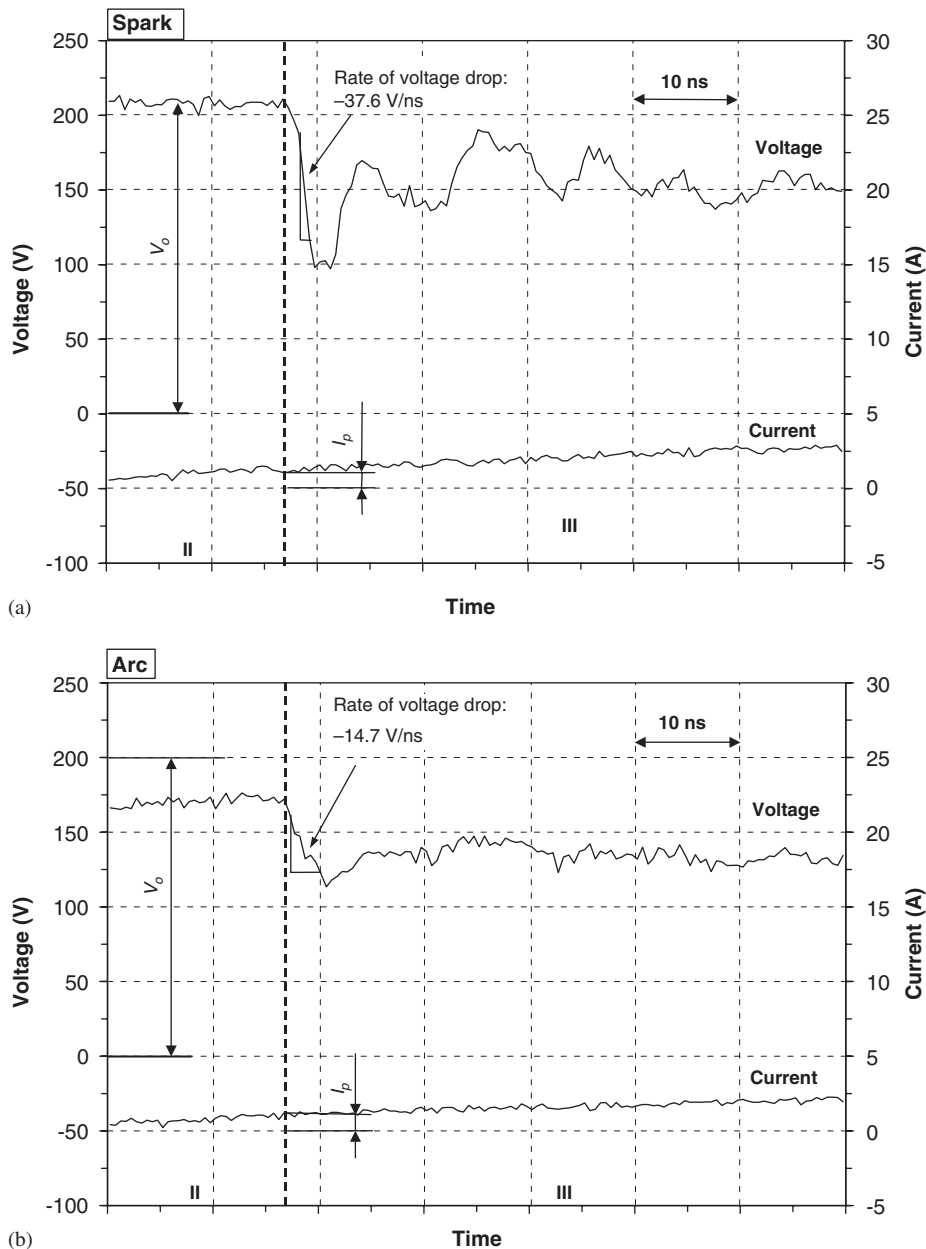 Spark
250
200
150
100
50
0
-50
-100
30
25
20
15
10
5
0
-5
Voltage (V)
Current (A)
Rate of voltage drop:
–37.6 V/ns
10 ns
Voltage
Vo
Ip
Current
II
III
(a)
Time
Arc
250
200
150
100
50
0
-50
-100
30
25
20
15
10
5
0
-5
Voltage (V)
Current (A)
Rate of voltage drop:
–14.7 V/ns
10 ns
Voltage
Vo
Ip
Current
II
III
(b)
Time